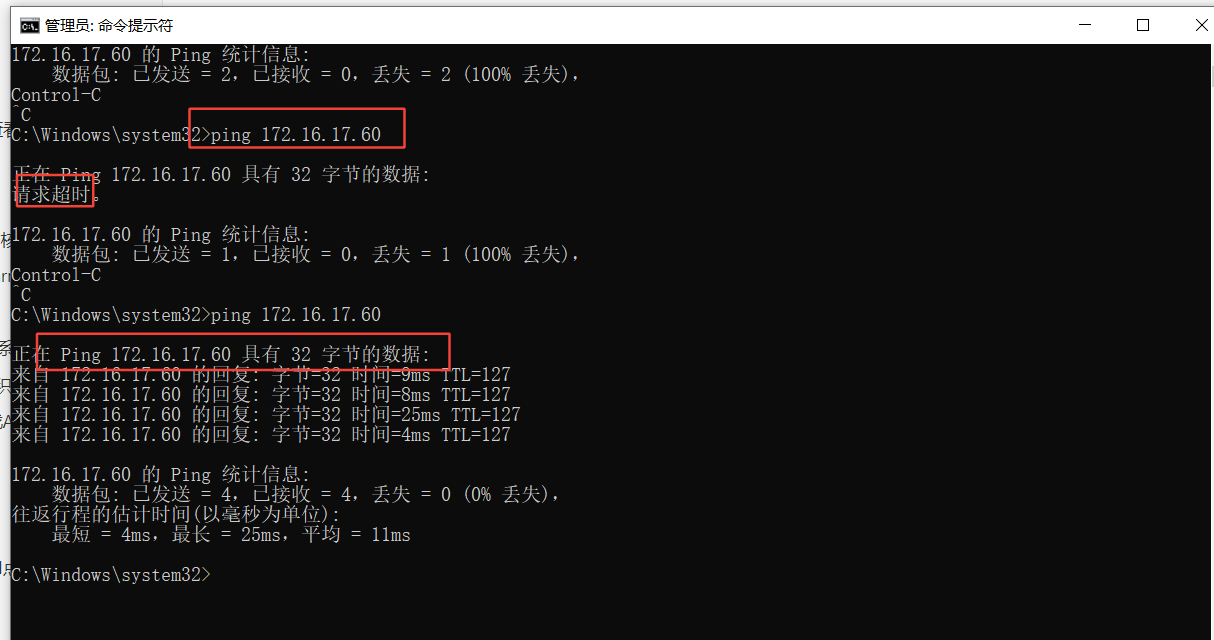 管理员: 命令提示符
172.16.17.60 的 Ping 统计信息:
数据包: 已发送 = 2，已接收 = 0，丢失 = 2 (100% 丢失)，
Control-C
^C
C:\Windows\system32>ping 172.16.17.60
正在 Ping 172.16.17.60 具有 32 字节的数据:
请求超时。
172.16.17.60 的 Ping 统计信息:
数据包: 已发送 = 1，已接收 = 0，丢失 = 1 (100% 丢失)，
Control-C
^C
C:\Windows\system32>ping 172.16.17.60
正在 Ping 172.16.17.60 具有 32 字节的数据:
来自 172.16.17.60 的回复: 字节=32 时间=9ms TTL=127
来自 172.16.17.60 的回复: 字节=32 时间=8ms TTL=127
来自 172.16.17.60 的回复: 字节=32 时间=25ms TTL=127
来自 172.16.17.60 的回复: 字节=32 时间=4ms TTL=127
172.16.17.60 的 Ping 统计信息:
数据包: 已发送 = 4，已接收 = 4，丢失 = 0 (0% 丢失)，
往返行程的估计时间(以毫秒为单位):
最短 = 4ms，最长 = 25ms，平均 = 11ms
C:\Windows\system32>